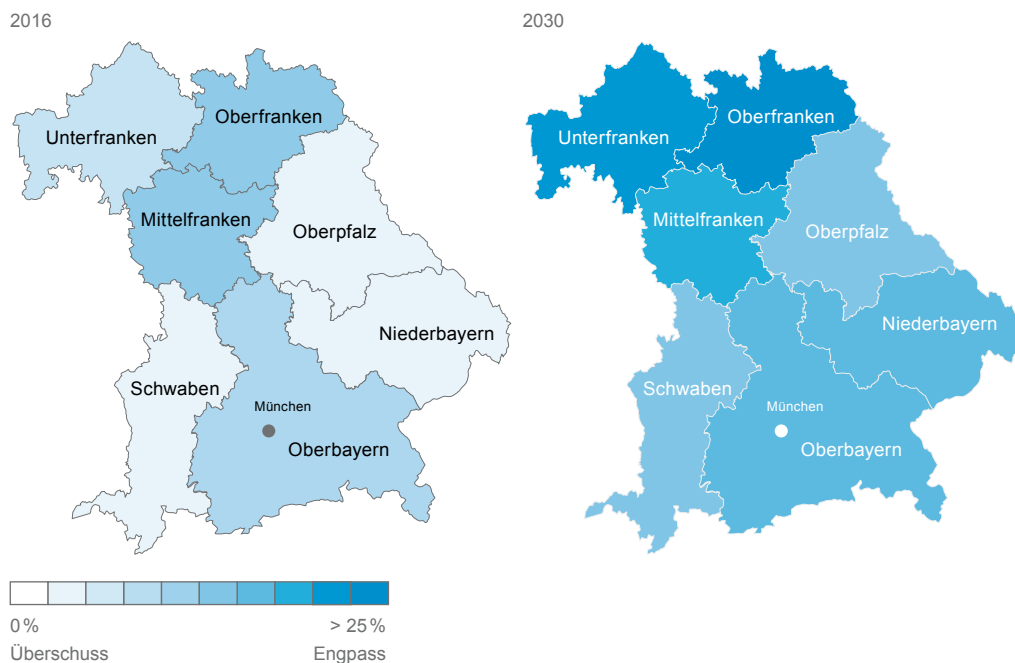 2016
Unterfranken
Oberfranken
Mittelfranken
Oberpfalz
Niederbayern
Schwaben
München
Oberbayern
2030
Unterfranken
Oberfranken
Mittelfranken
Oberpfalz
Niederbayern
Schwaben
München
Oberbayern
0 % > 25 %
Überschuss Engpass